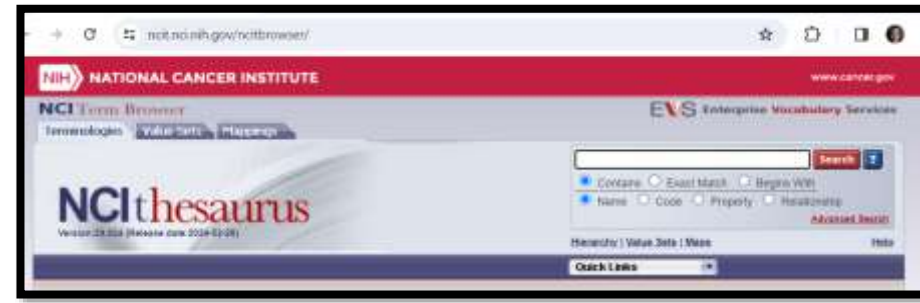 ncit.nci.nih.gov/ncitbrowser/
NIH NATIONAL CANCER INSTITUTE
www.cancer.gov
NCI Term Browser
EVS Enterprise Vocabulary Services
Terminologies Value Sets Mappings
Search ?
Contains Exact Match Begins With
Name Code Property Relationship
Advanced Search
NCIthesaurus
Hierarchy | Value Sets | Maps
Help
Quick Links